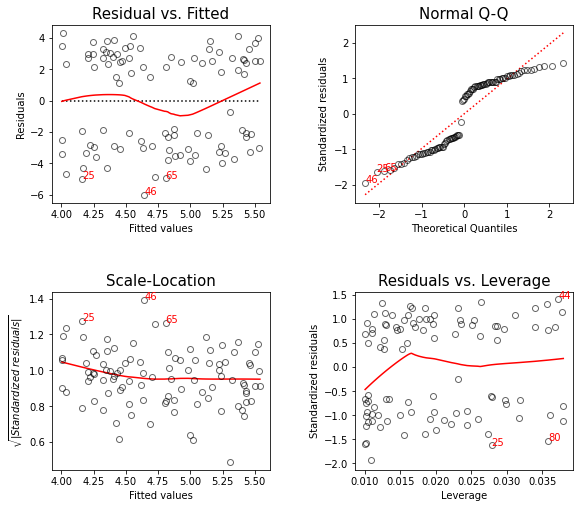 Residual vs. Fitted
Residuals
4
2
0
−2
−4
−6
25
65
46
4.00 4.25 4.50 4.75 5.00 5.25 5.50
Fitted values
Normal Q-Q
Standardized residuals
2
1
0
−1
−2
46
25
65
−2 −1 0 1 2
Theoretical Quantiles
Scale-Location
√|Standardized residuals|
1.4
1.2
1.0
0.8
0.6
46
25
65
4.00 4.25 4.50 4.75 5.00 5.25 5.50
Fitted values
Residuals vs. Leverage
Standardized residuals
1.5
1.0
0.5
0.0
−0.5
−1.0
−1.5
−2.0
44
80
25
0.010 0.015 0.020 0.025 0.030 0.035
Leverage